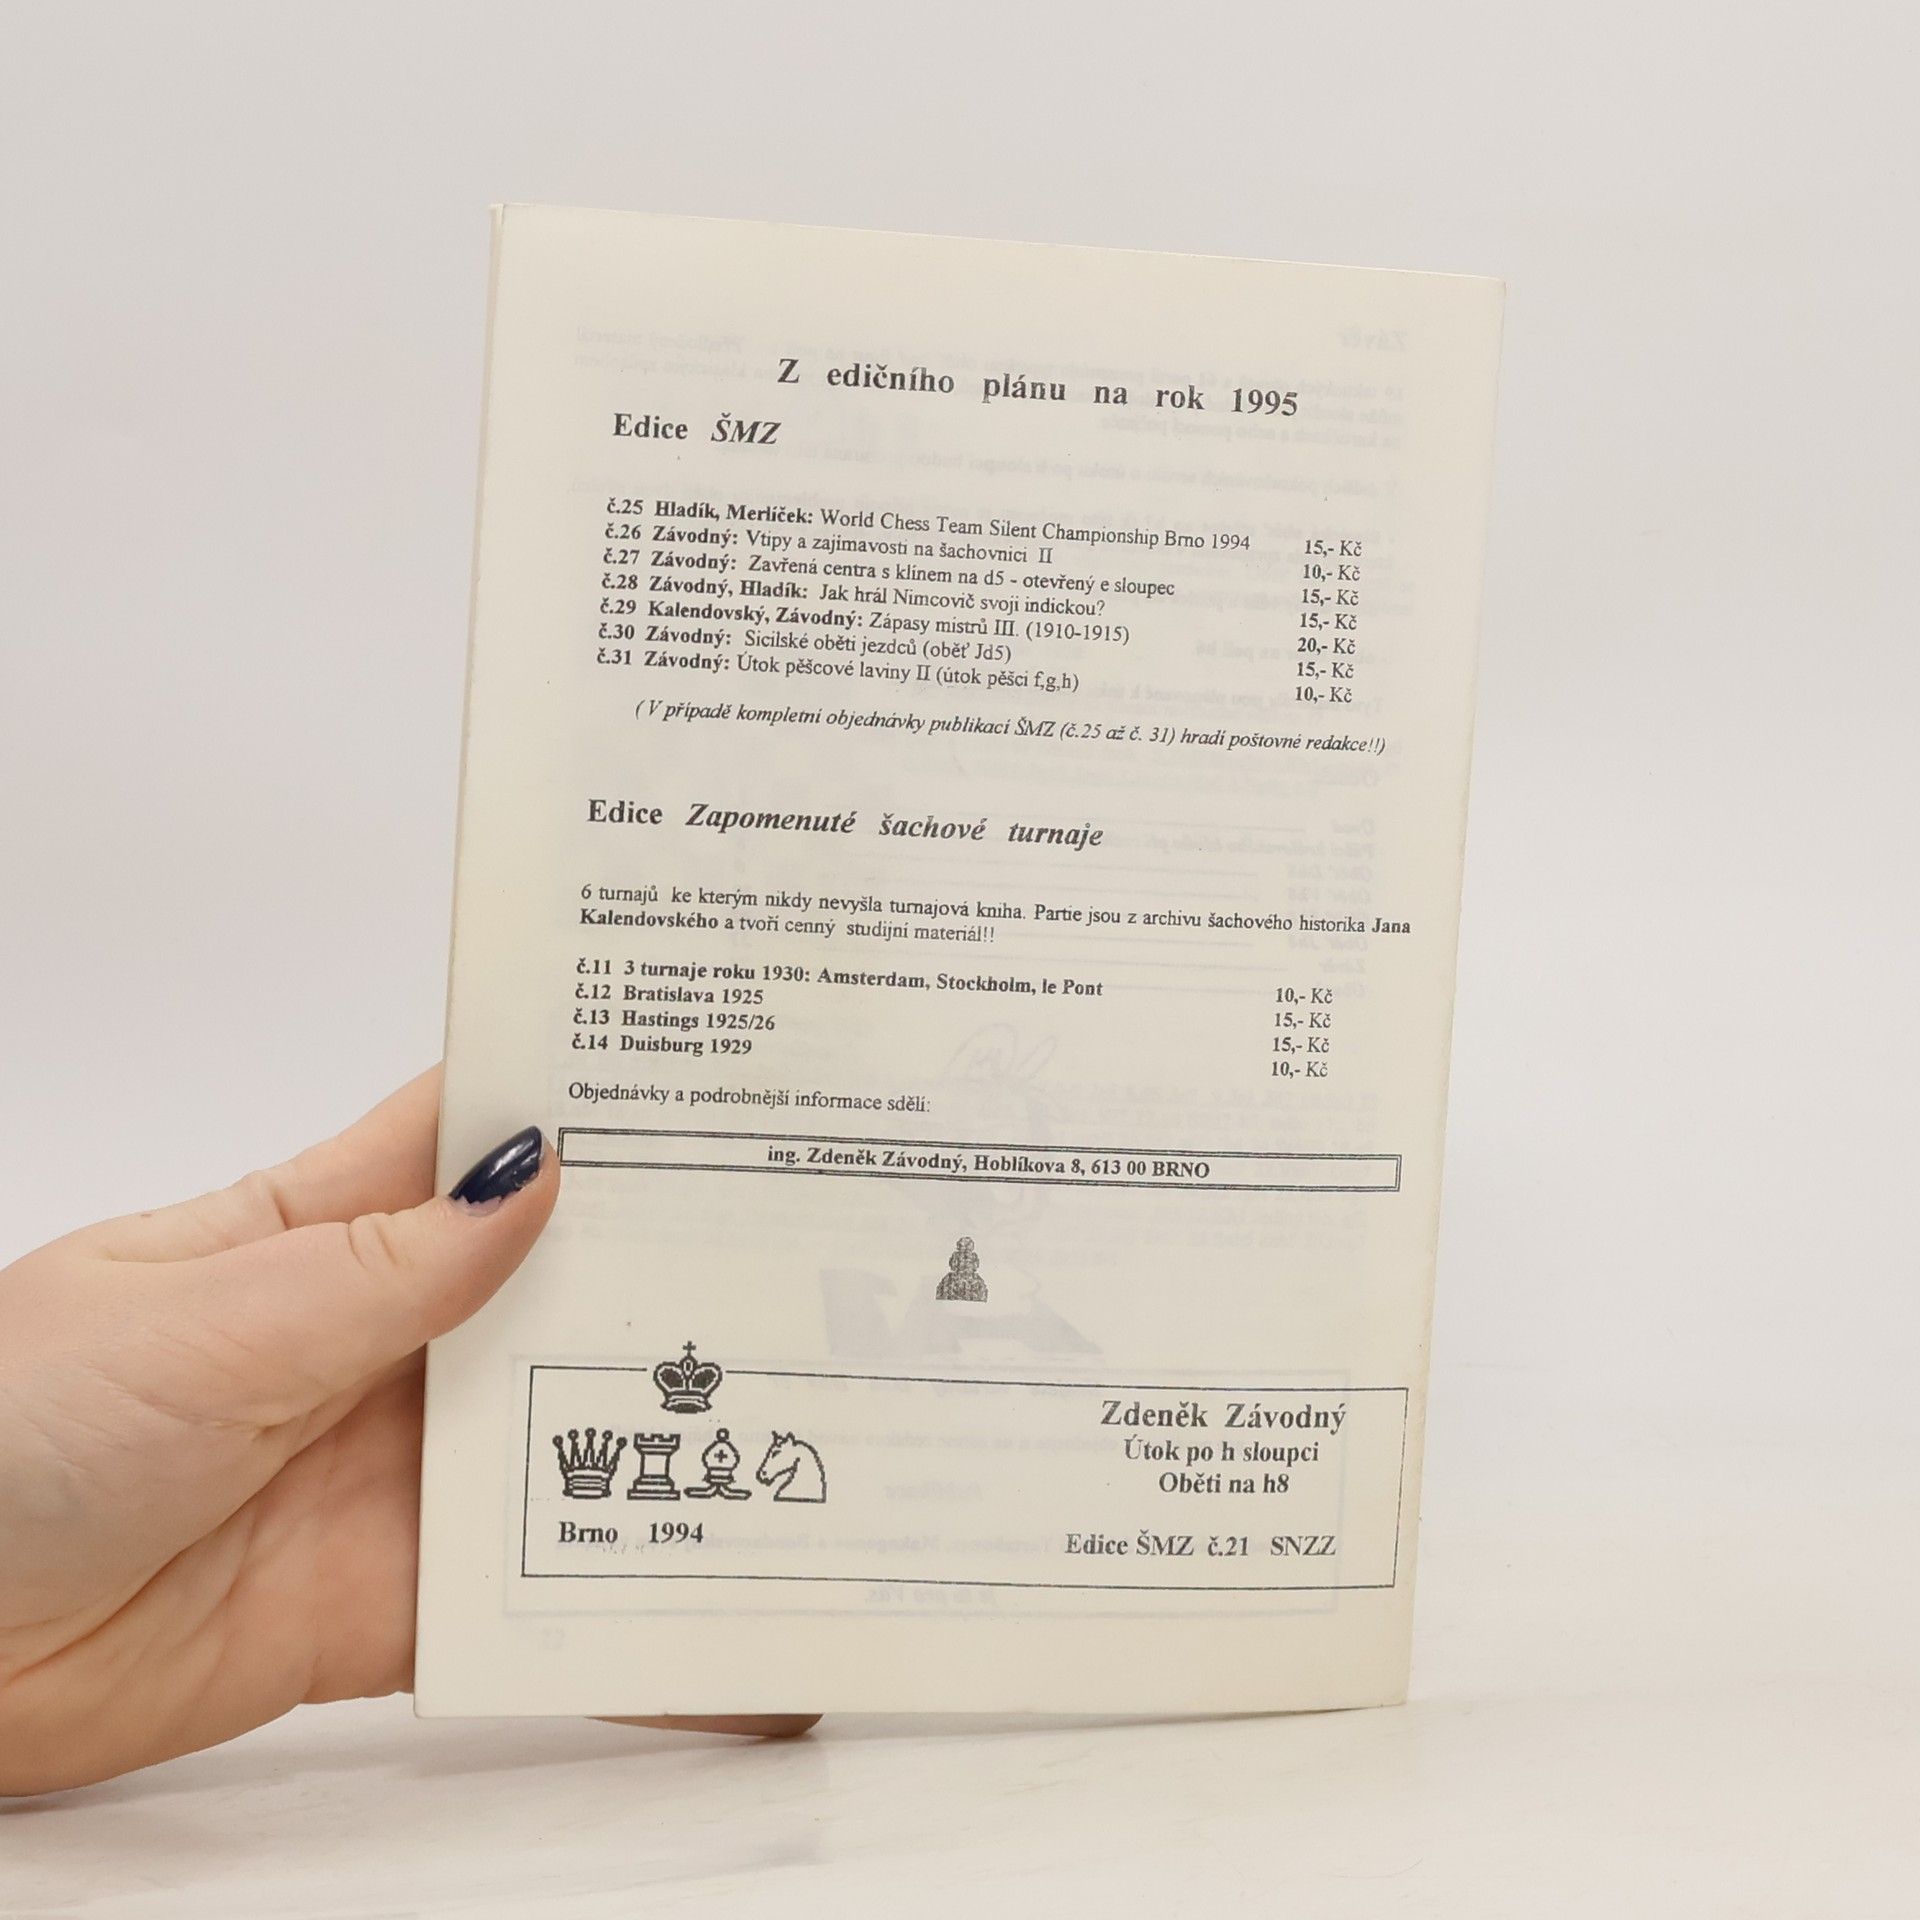 Z edičního plánu na rok 1995
Edice ŠMZ
č.25 Hladík, Merlíček: World Chess Team Silent Championship Brno 1994 15,- Kč
č.26 Závodný: Vtipy a zajimavosti na šachovnici II 10,- Kč
č.27 Závodný: Zavřená centra s klínem na d5 - otevřený e sloupec 15,- Kč
č.28 Závodný, Hladík: Jak hrál Nimcovič svoji indickou? 15,- Kč
č.29 Kalendovský, Závodný: Zápasy mistrů III. (1910-1915) 20,- Kč
č.30 Závodný: Sicilské oběti jezdců (oběť Jd5) 15,- Kč
č.31 Závodný: Útok pěšcové laviny II (útok pěšci f,g,h) 10,- Kč
( V případě kompletní objednávky publikací ŠMZ (č.25 až č. 31) hradí poštovné redakce!!)
Edice Zapomenuté šachové turnaje
6 turnajů ke kterým nikdy nevyšla turnajová kniha. Partie jsou z archivu šachového historika Jana
Kalendovského a tvoří cenný studijní materiál!!
č.11 3 turnaje roku 1930: Amsterdam, Stockholm, le Pont 10,- Kč
č.12 Bratislava 1925 15,- Kč
č.13 Hastings 1925/26 15,- Kč
č.14 Duisburg 1929 10,- Kč
Objednávky a podrobnější informace sdělí:
ing. Zdeněk Závodný, Hoblíkova 8, 613 00 BRNO
Zdeněk Závodný
Útok po h sloupci
Oběti na h8
Brno 1994
Edice ŠMZ č.21 SNZZ